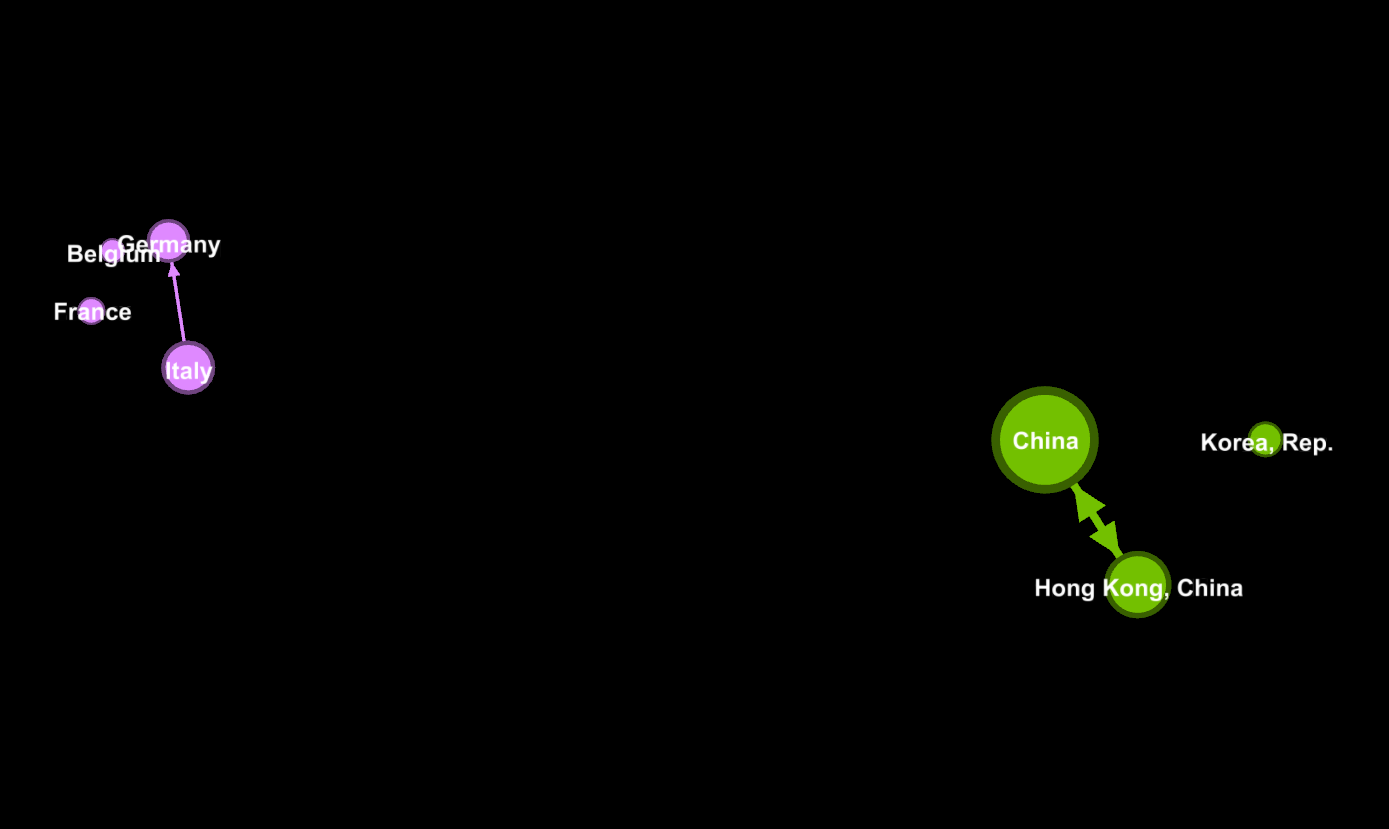 Germany
Belgium
France
Italy
China
Korea, Rep.
Hong Kong, China